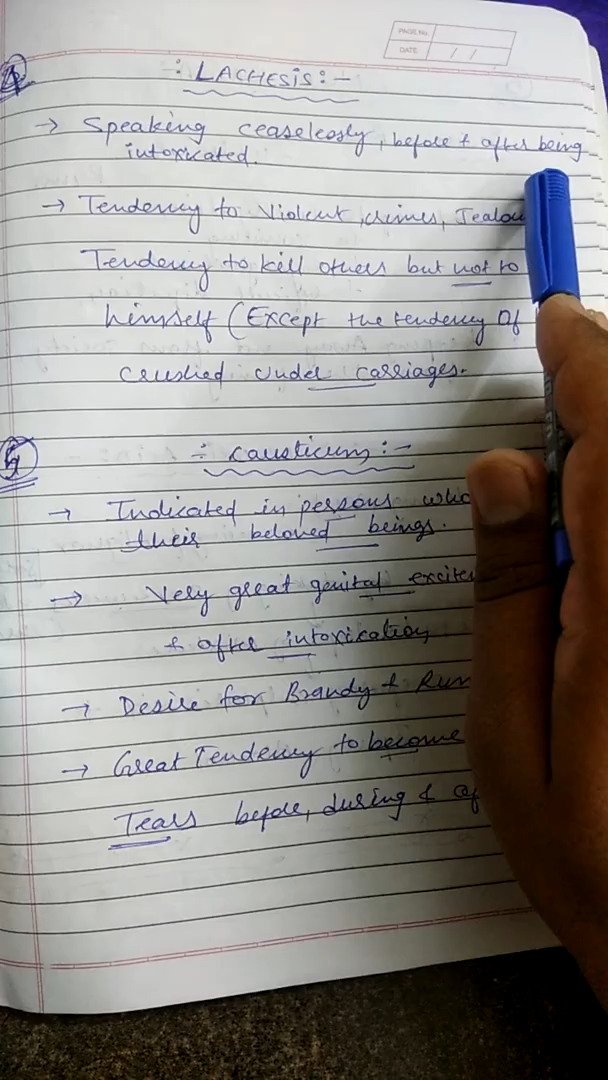 PAGE No.
DATE / /
4
:- LACHESIS :-
→ Speaking ceaselessly, before & after being
intoxicated.
→ Tendency to Violent, crimes, Jealou
Tendency to kill others but not to
himself (Except the tendency Of
crushed under carriages.
5
:- Causticum :-
→ Indicated in persons
their beloved beings.
→ Very great genital excite
& after intoxication
→ Desire for Brandy & Rum
→ Great Tendency to become
Tears before, during & af